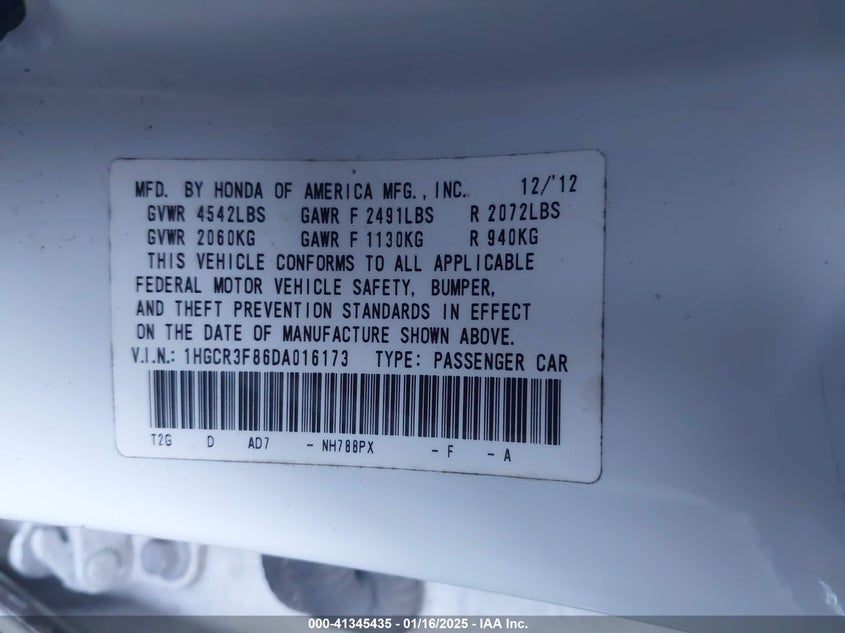 MFD. BY HONDA OF AMERICA MFG., INC. 12/'12
GVWR 4542LBS GAWR F 2491LBS R 2072LBS
GVWR 2060KG GAWR F 1130KG R 940KG
THIS VEHICLE CONFORMS TO ALL APPLICABLE
FEDERAL MOTOR VEHICLE SAFETY, BUMPER,
AND THEFT PREVENTION STANDARDS IN EFFECT
ON THE DATE OF MANUFACTURE SHOWN ABOVE.
V.I.N.: 1HGCR3F86DA016173 TYPE: PASSENGER CAR
T2G D AD7 - NH788PX - F - A
000-41345435 - 01/16/2025 - IAA Inc.